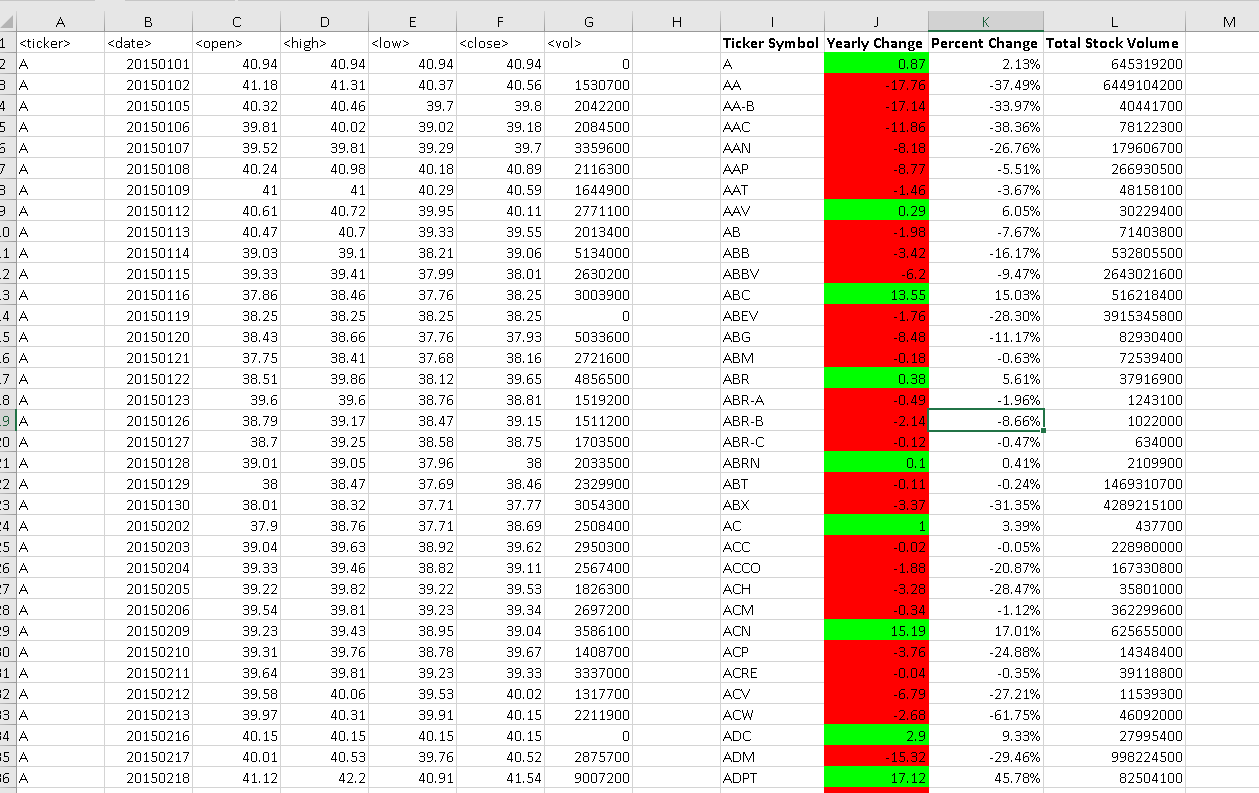 A B C D E F G H I J K L M
1 <ticker> <date> <open> <high> <low> <close> <vol> Ticker Symbol Yearly Change Percent Change Total Stock Volume
2 A 20150101 40.94 40.94 40.94 40.94 0 A 0.87 2.13% 645319200
3 A 20150102 41.18 41.31 40.37 40.56 1530700 AA -17.76 -37.49% 6449104200
4 A 20150105 40.32 40.46 39.7 39.8 2042200 AA-B -17.14 -33.97% 40441700
5 A 20150106 39.81 40.02 39.02 39.18 2084500 AAC -11.86 -38.36% 78122300
6 A 20150107 39.52 39.81 39.29 39.7 3359600 AAN -8.18 -26.76% 179606700
7 A 20150108 40.24 40.98 40.18 40.89 2116300 AAP -8.77 -5.51% 266930500
8 A 20150109 41 41 40.29 40.59 1644900 AAT -1.46 -3.67% 48158100
9 A 20150112 40.61 40.72 39.95 40.11 2771100 AAV 0.29 6.05% 30229400
.0 A 20150113 40.47 40.7 39.33 39.55 2013400 AB -1.98 -7.67% 71403800
.1 A 20150114 39.03 39.1 38.21 39.06 5134000 ABB -3.42 -16.17% 532805500
.2 A 20150115 39.33 39.41 37.99 38.01 2630200 ABBV -6.2 -9.47% 2643021600
.3 A 20150116 37.86 38.46 37.76 38.25 3003900 ABC 13.55 15.03% 516218400
.4 A 20150119 38.25 38.25 38.25 38.25 0 ABEV -1.76 -28.30% 3915345800
.5 A 20150120 38.43 38.66 37.76 37.93 5033600 ABG -8.48 -11.17% 82930400
.6 A 20150121 37.75 38.41 37.68 38.16 2721600 ABM -0.18 -0.63% 72539400
.7 A 20150122 38.51 39.86 38.12 39.65 4856500 ABR 0.38 5.61% 37916900
.8 A 20150123 39.6 39.6 38.76 38.81 1519200 ABR-A -0.49 -1.96% 1243100
.9 A 20150126 38.79 39.17 38.47 39.15 1511200 ABR-B -2.14 -8.66% 1022000
20 A 20150127 38.7 39.25 38.58 38.75 1703500 ABR-C -0.12 -0.47% 634000
21 A 20150128 39.01 39.05 37.96 38 2033500 ABRN 0.1 0.41% 2109900
22 A 20150129 38 38.47 37.69 38.46 2329900 ABT -0.11 -0.24% 1469310700
23 A 20150130 38.01 38.32 37.71 37.77 3054300 ABX -3.37 -31.35% 4289215100
24 A 20150202 37.9 38.76 37.71 38.69 2508400 AC 1 3.39% 437700
25 A 20150203 39.04 39.63 38.92 39.62 2950300 ACC -0.02 -0.05% 228980000
26 A 20150204 39.33 39.46 38.82 39.11 2567400 ACCO -1.88 -20.87% 167330800
27 A 20150205 39.22 39.82 39.22 39.53 1826300 ACH -3.28 -28.47% 35801000
28 A 20150206 39.54 39.81 39.23 39.34 2697200 ACM -0.34 -1.12% 362299600
29 A 20150209 39.23 39.43 38.95 39.04 3586100 ACN 15.19 17.01% 625655000
30 A 20150210 39.31 39.76 38.78 39.67 1408700 ACP -3.76 -24.88% 14348400
31 A 20150211 39.64 39.81 39.23 39.33 3337000 ACRE -0.04 -0.35% 39118800
32 A 20150212 39.58 40.06 39.53 40.02 1317700 ACV -6.79 -27.21% 11539300
33 A 20150213 39.97 40.31 39.91 40.15 2211900 ACW -2.68 -61.75% 46092000
34 A 20150216 40.15 40.15 40.15 40.15 0 ADC 2.9 9.33% 27995400
35 A 20150217 40.01 40.53 39.76 40.52 2875700 ADM -15.32 -29.46% 998224500
36 A 20150218 41.12 42.2 40.91 41.54 9007200 ADPT 17.12 45.78% 82504100